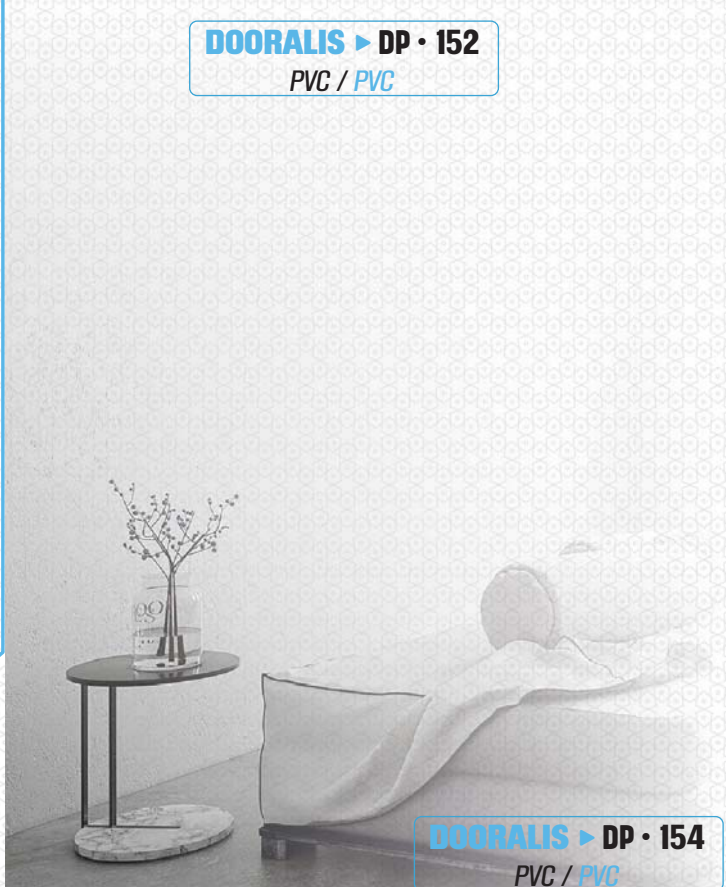 DOORALIS ▸ DP • 152
PVC / PVC
DOORALIS ▸ DP • 154
PVC / PVC